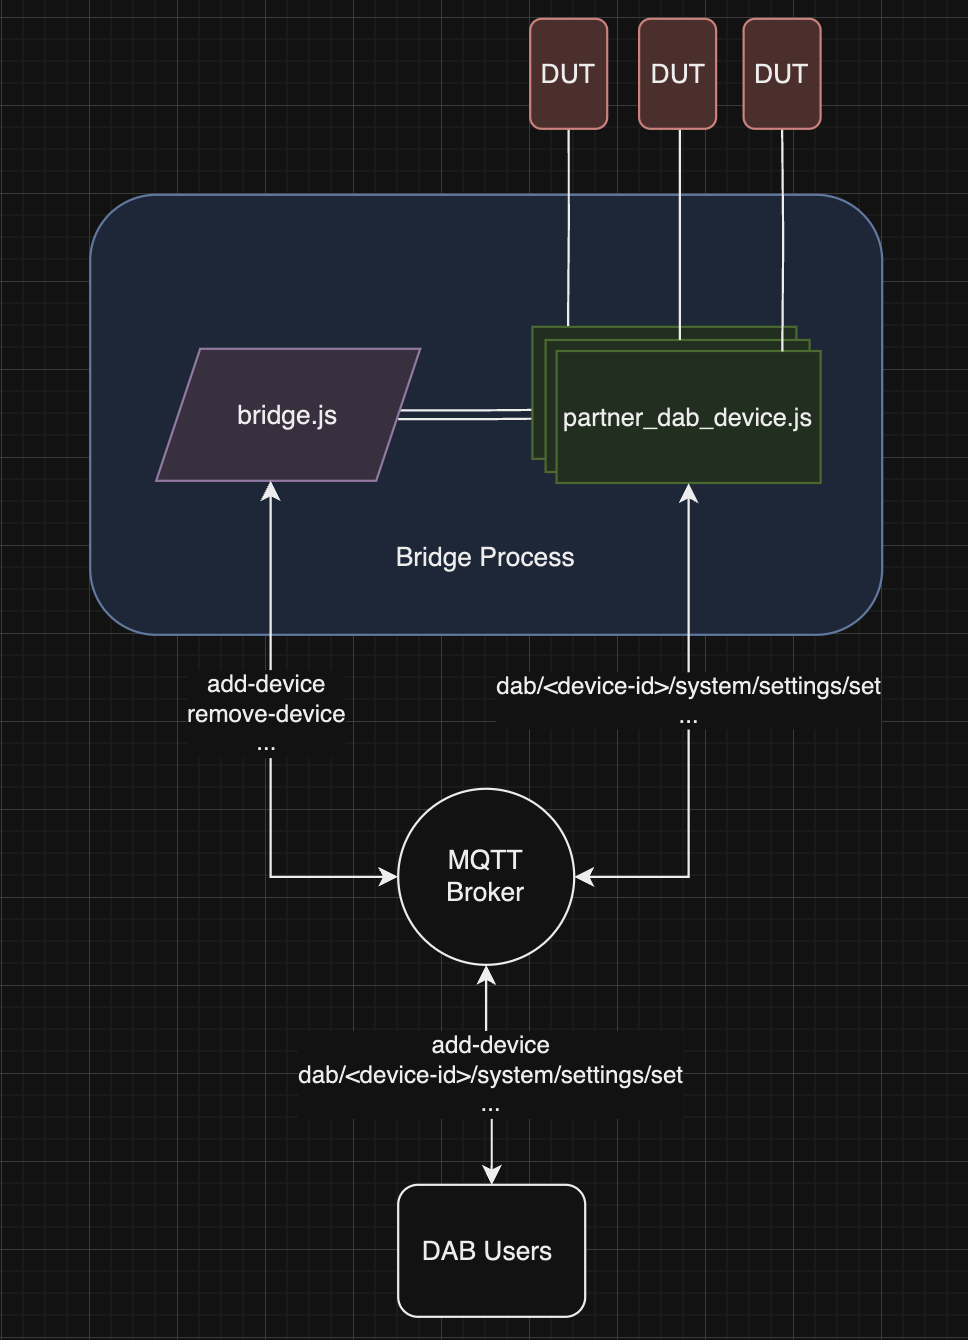 DUT
DUT
DUT
bridge.js
partner_dab_device.js
Bridge Process
add-device
remove-device
...
dab/<device-id>/system/settings/set
...
MQTT
Broker
add-device
dab/<device-id>/system/settings/set
...
DAB Users